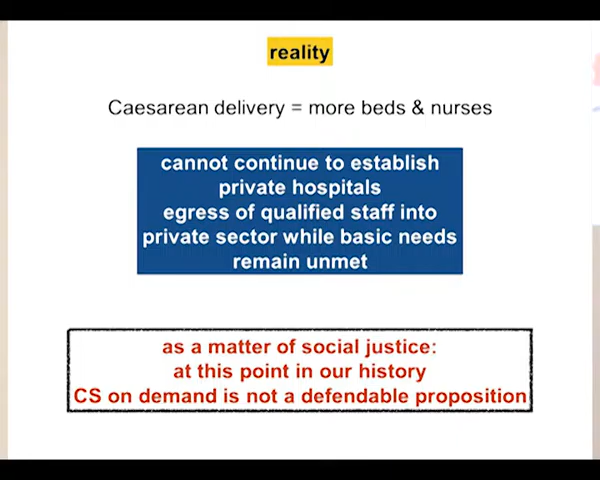 reality
Caesarean delivery = more beds & nurses
cannot continue to establish
private hospitals
egress of qualified staff into
private sector while basic needs
remain unmet
as a matter of social justice:
at this point in our history
CS on demand is not a defendable proposition